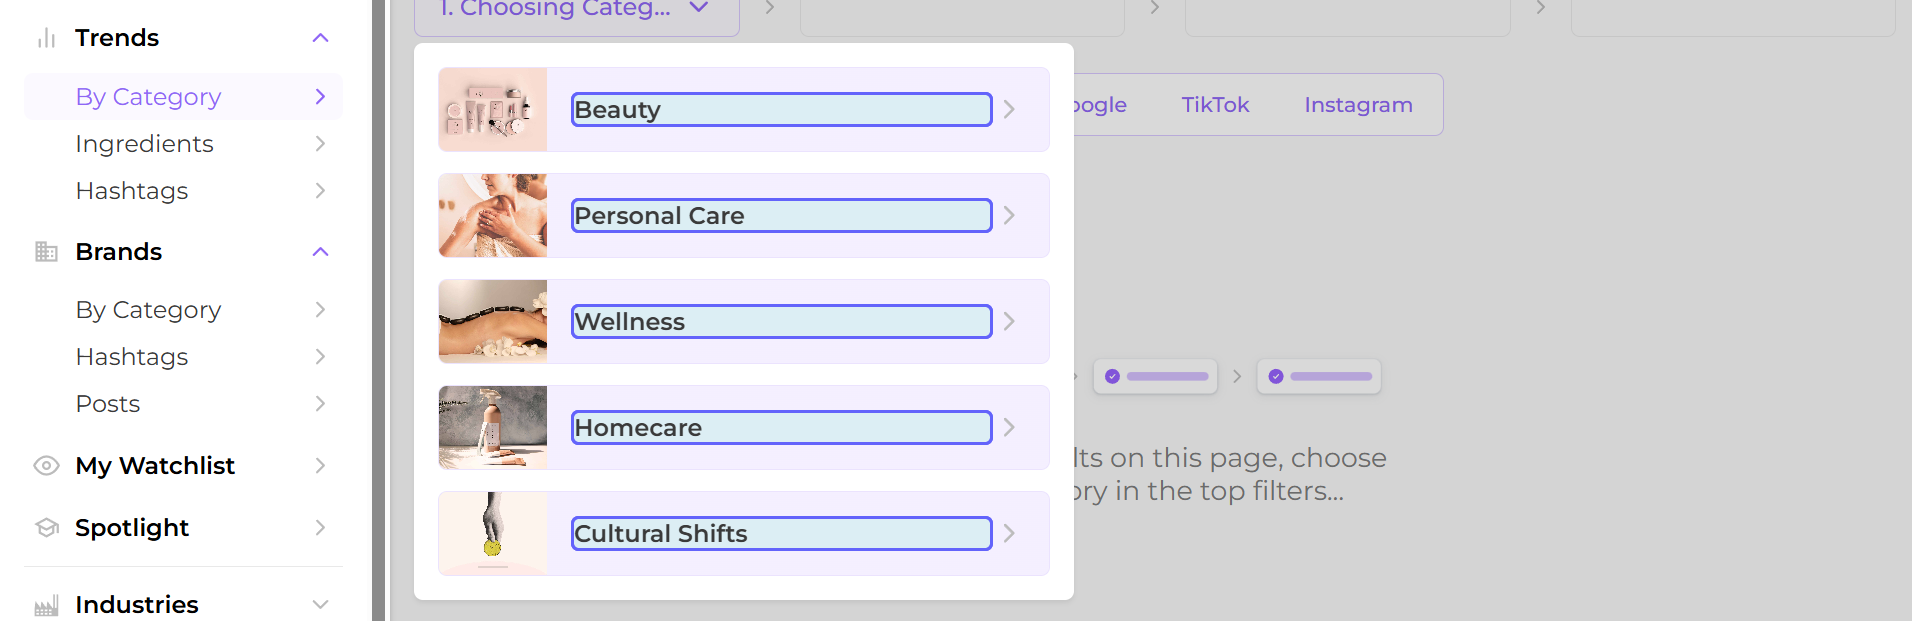 Trends
By Category
Ingredients
Hashtags
Brands
By Category
Hashtags
Posts
My Watchlist
Spotlight
Industries
1. Choosing Categ...
Beauty
Personal Care
Wellness
Homecare
Cultural Shifts
oogle
TikTok
Instagram
lts on this page, choose
ory in the top filters...